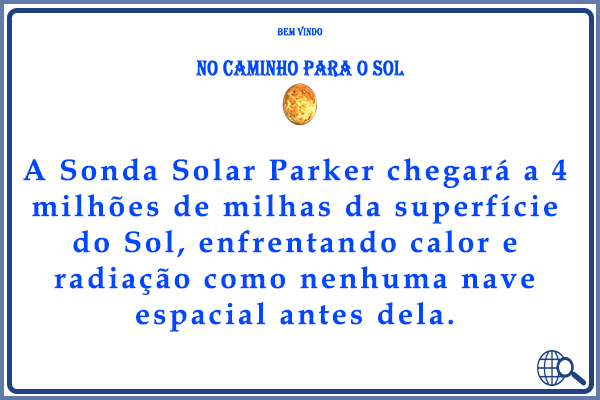 BEM VINDO
NO CAMINHO PARA O SOL
A Sonda Solar Parker chegará a 4
milhões de milhas da superfície
do Sol, enfrentando calor e
radiação como nenhuma nave
espacial antes dela.